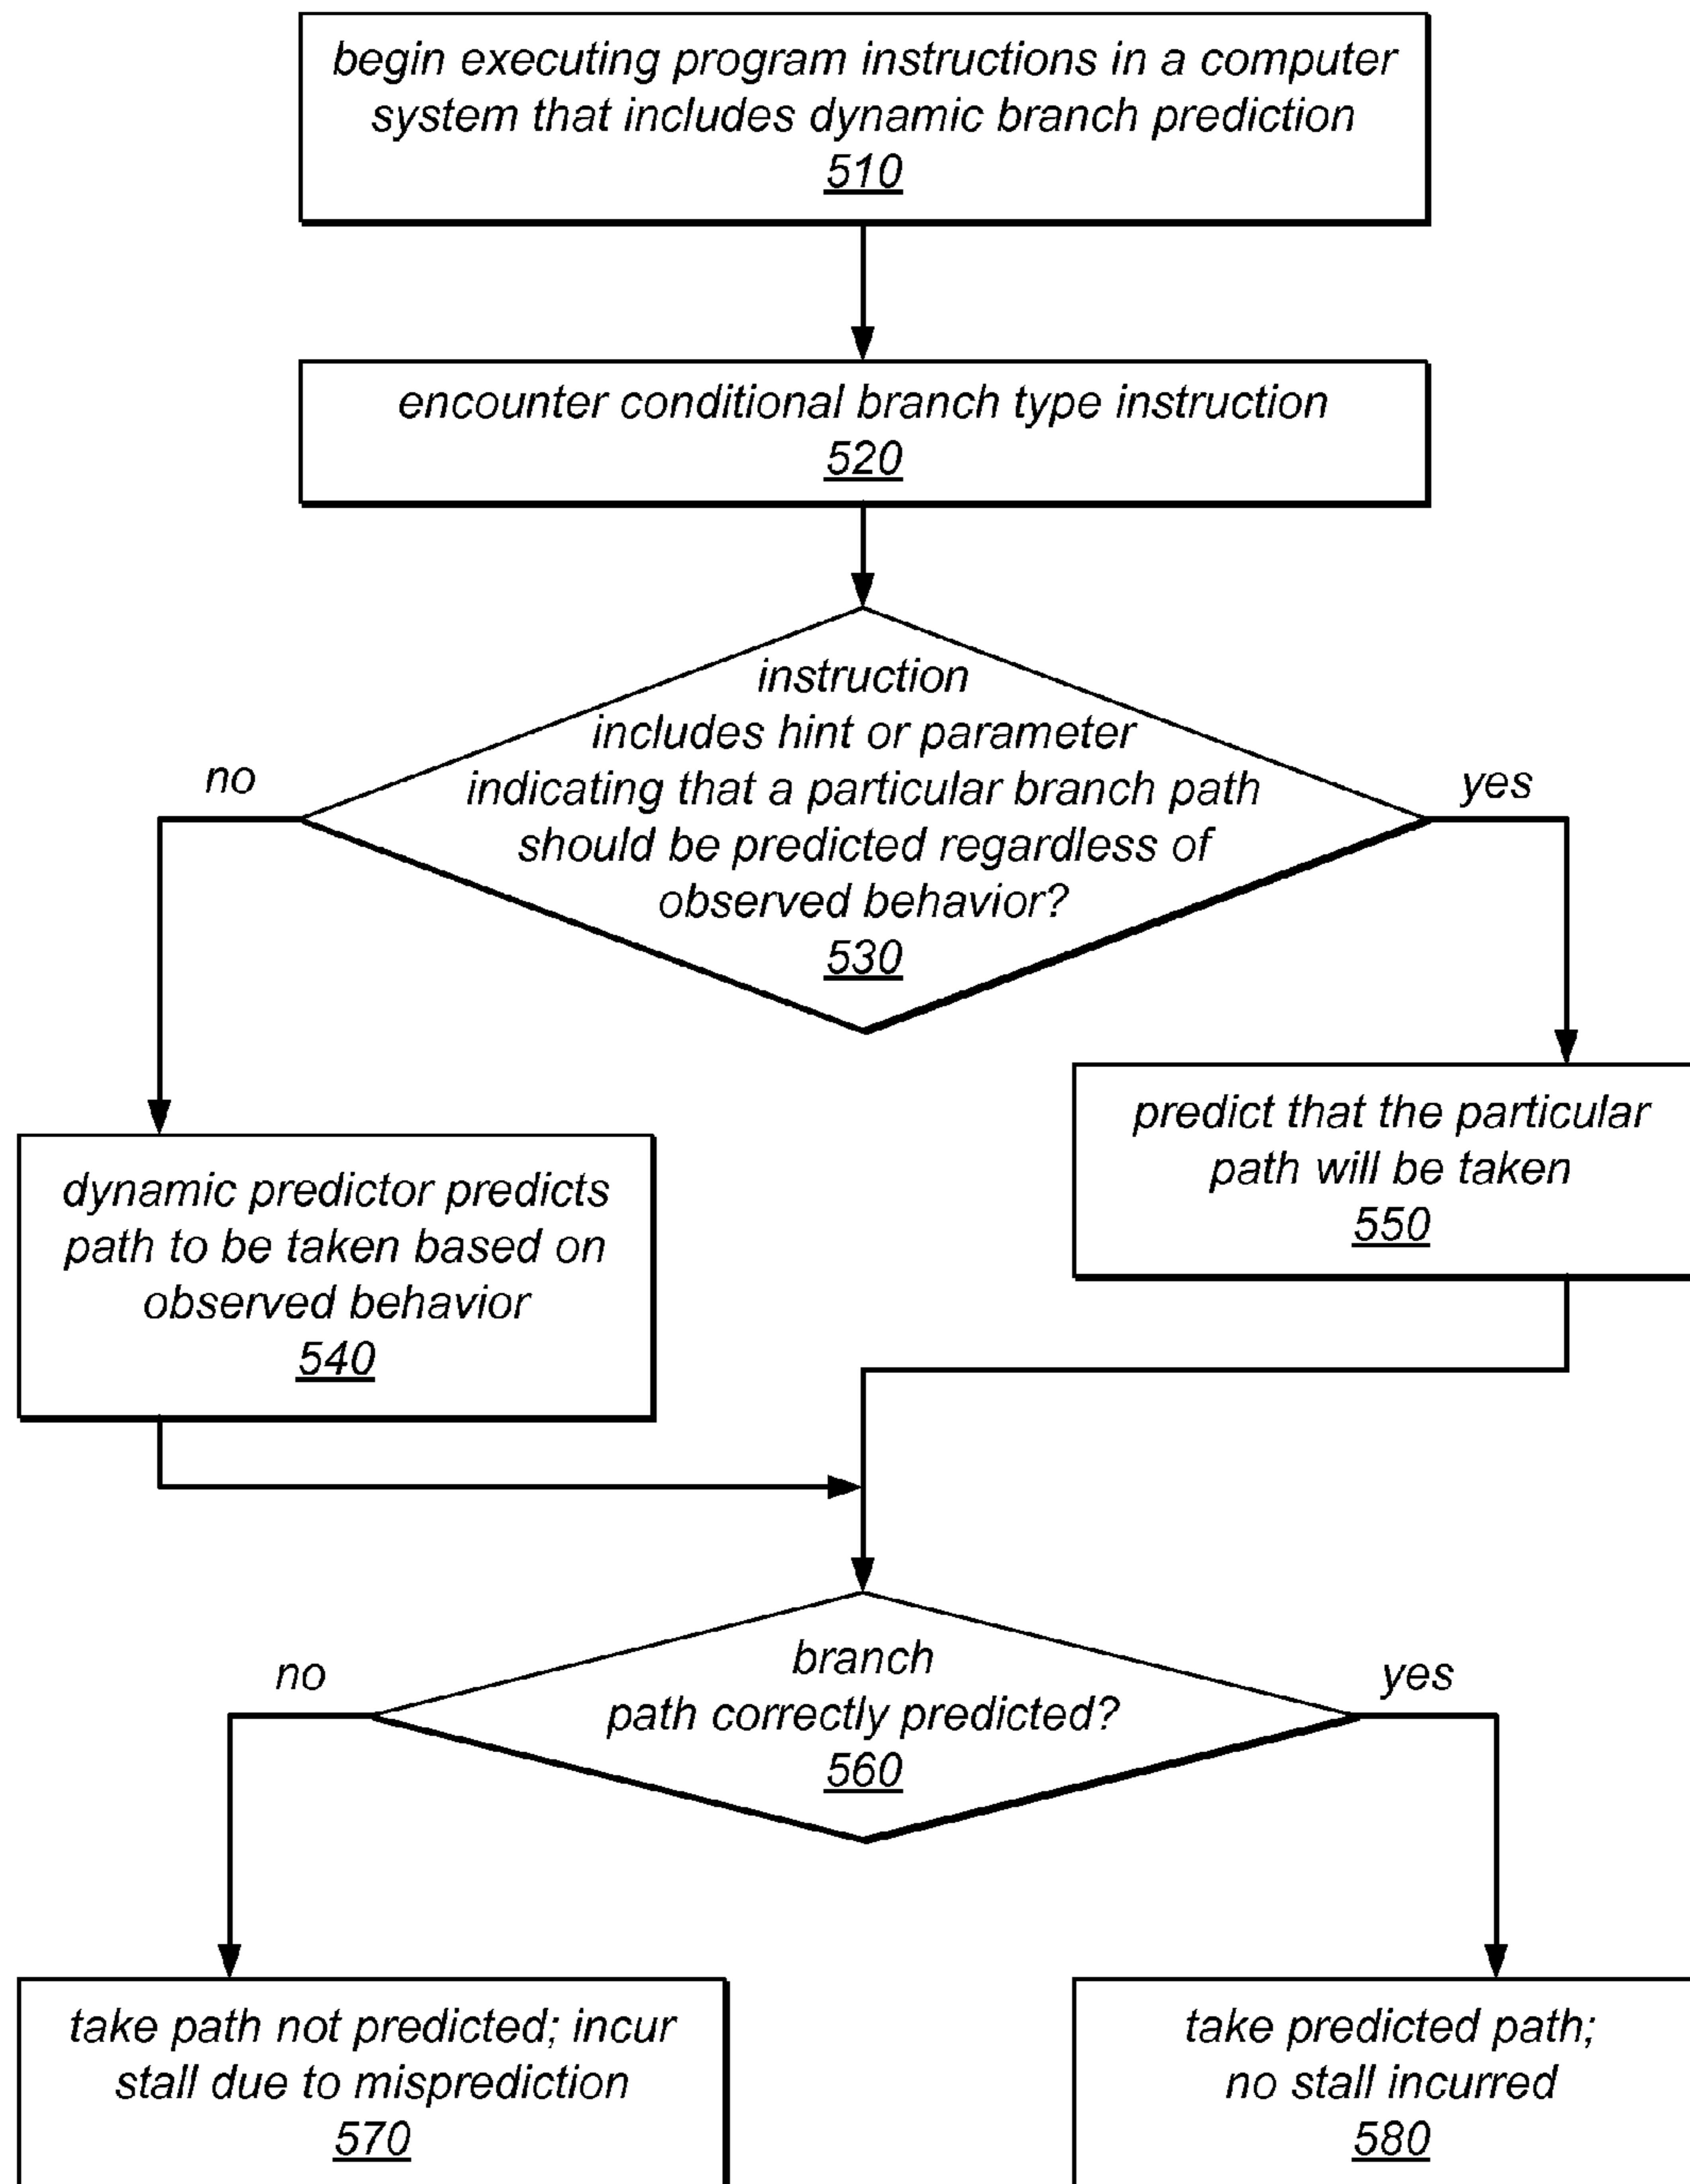 begin executing program instructions in a computer
system that includes dynamic branch prediction
510
encounter conditional branch type instruction
520
instruction
includes hint or parameter
indicating that a particular branch path
should be predicted regardless of
observed behavior?
530
no
yes
predict that the particular
path will be taken
550
dynamic predictor predicts
path to be taken based on
observed behavior
540
branch
path correctly predicted?
560
no
yes
take path not predicted; incur
stall due to misprediction
570
take predicted path;
no stall incurred
580